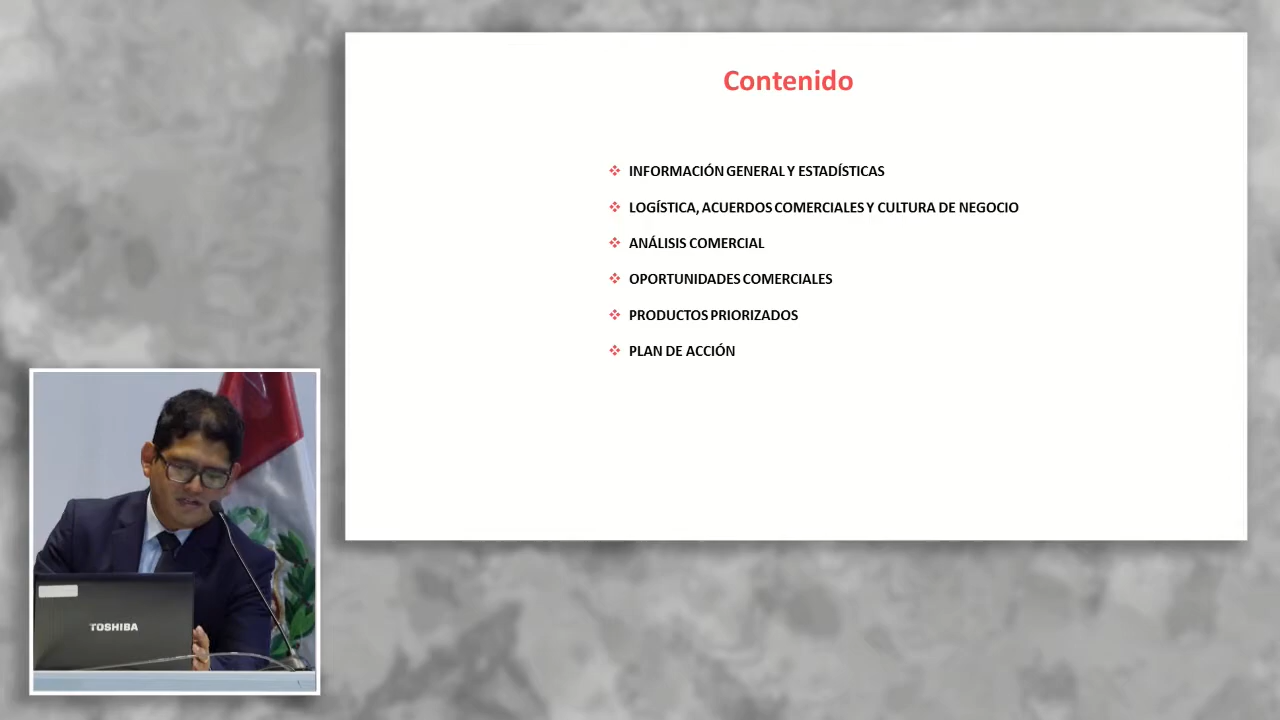 Contenido
INFORMACIÓN GENERAL Y ESTADÍSTICAS
LOGÍSTICA, ACUERDOS COMERCIALES Y CULTURA DE NEGOCIO
ANÁLISIS COMERCIAL
OPORTUNIDADES COMERCIALES
PRODUCTOS PRIORIZADOS
PLAN DE ACCIÓN
TOSHIBA